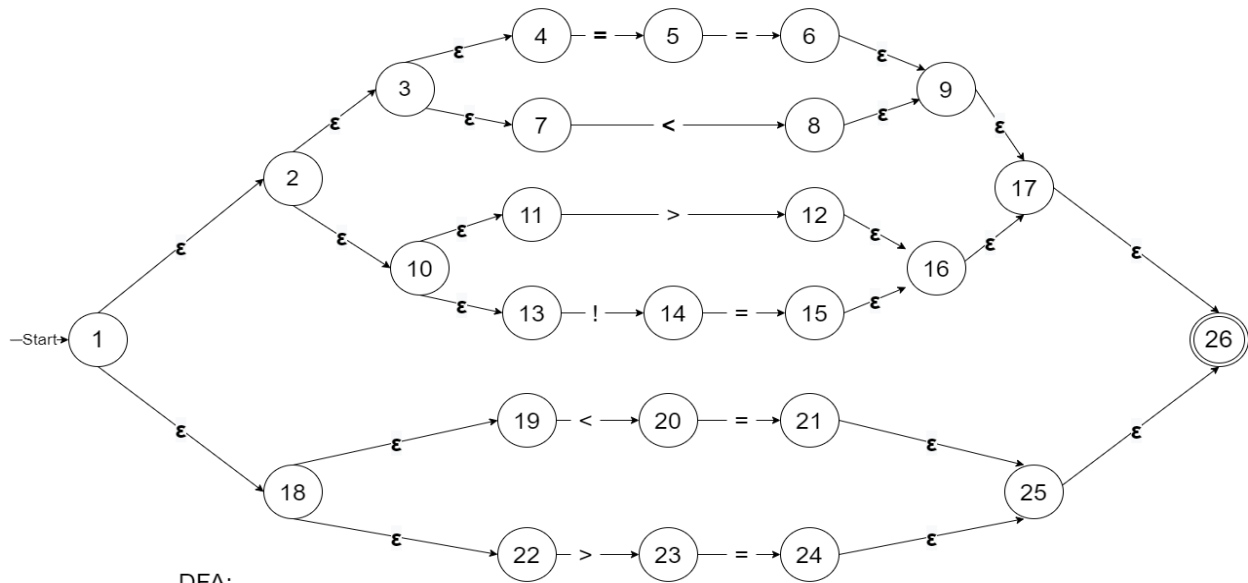 4 = 5 = 6
ε ε
3 9
ε 7 < 8 ε
ε ε
2 17
11 > 12
ε ε ε
ε ε ε
10 16
ε 13 ! 14 = 15 ε
Start 1 26
19 < 20 = 21
ε ε ε ε
18 25
ε ε
22 > 23 = 24
DFA: